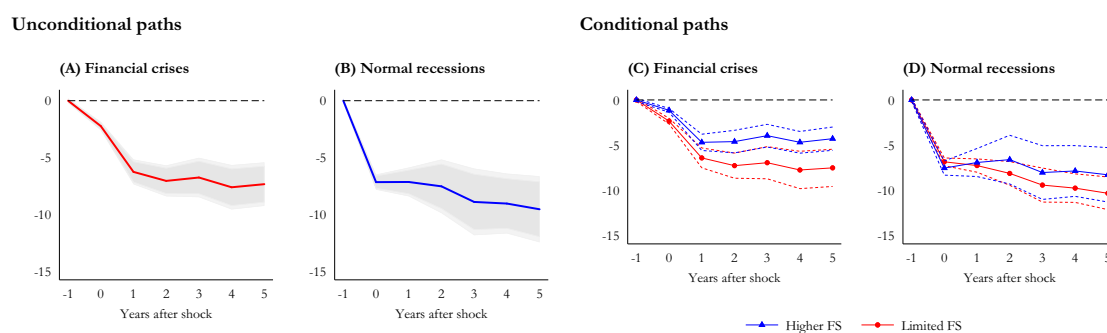 Unconditional paths
Conditional paths
(A) Financial crises
(B) Normal recessions
(C) Financial crises
(D) Normal recessions
0
-5
-10
-15
-1 0 1 2 3 4 5
Years after shock
0
-5
-10
-15
-1 0 1 2 3 4 5
Years after shock
0
-5
-10
-15
-1 0 1 2 3 4 5
Years after shock
0
-5
-10
-15
-1 0 1 2 3 4 5
Years after shock
Higher FS Limited FS